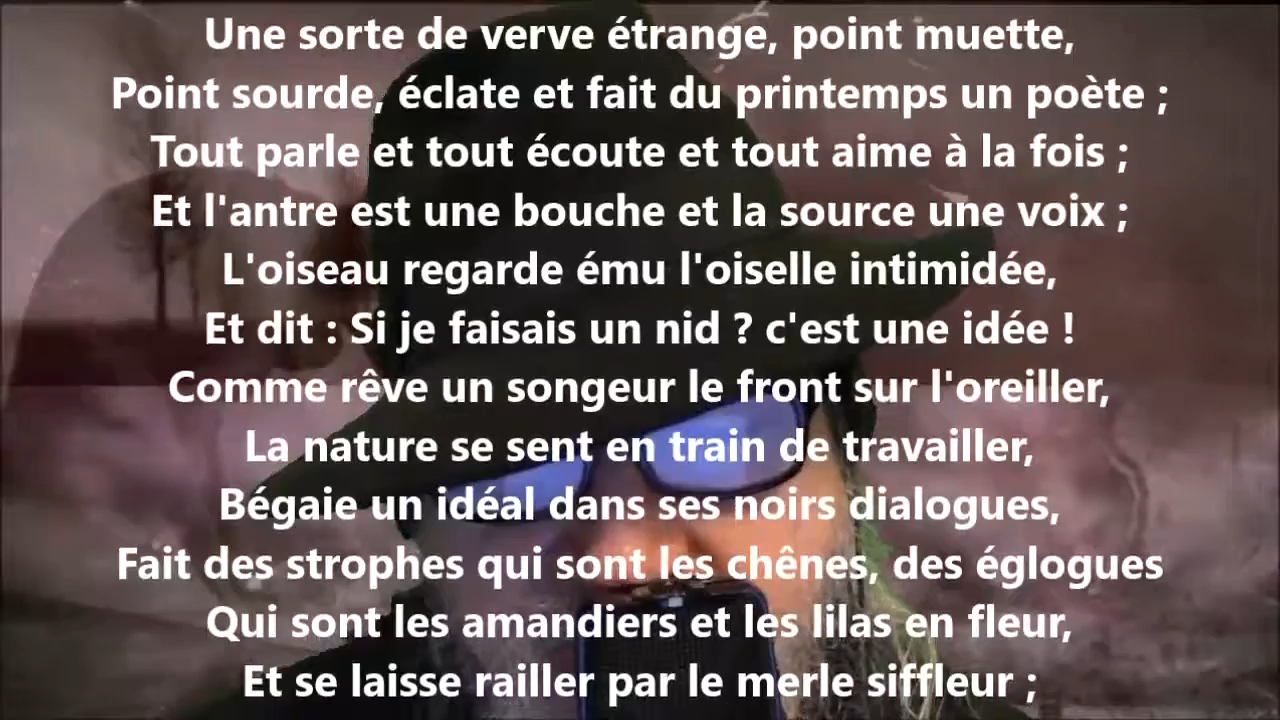 Une sorte de verve étrange, point muette,
Point sourde, éclate et fait du printemps un poète ;
Tout parle et tout écoute et tout aime à la fois ;
Et l'antre est une bouche et la source une voix ;
L'oiseau regarde ému l'oiselle intimidée,
Et dit : Si je faisais un nid ? c'est une idée !
Comme rêve un songeur le front sur l'oreiller,
La nature se sent en train de travailler,
Bégaie un idéal dans ses noirs dialogues,
Fait des strophes qui sont les chênes, des églogues
Qui sont les amandiers et les lilas en fleur,
Et se laisse railler par le merle siffleur ;